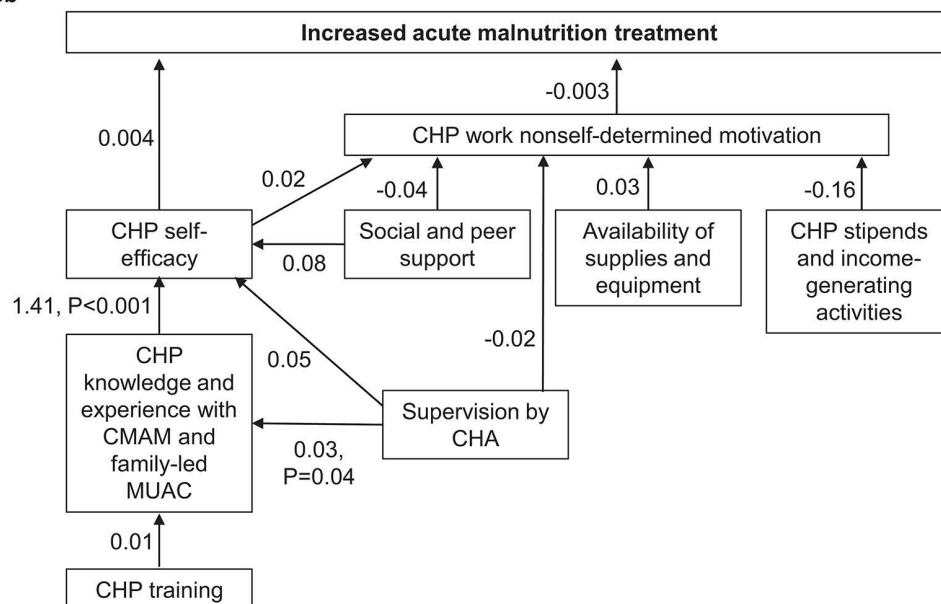 Increased acute malnutrition treatment
-0.003
CHP work nonself-determined motivation
0.004
0.02
-0.04
0.03
-0.16
CHP self-
efficacy
Social and peer
support
Availability of
supplies and
equipment
CHP stipends
and income-
generating
activities
0.08
1.41, P<0.001
-0.02
0.05
CHP
knowledge and
experience with
CMAM and
family-led
MUAC
Supervision by
CHA
0.03,
P=0.04
0.01
CHP training